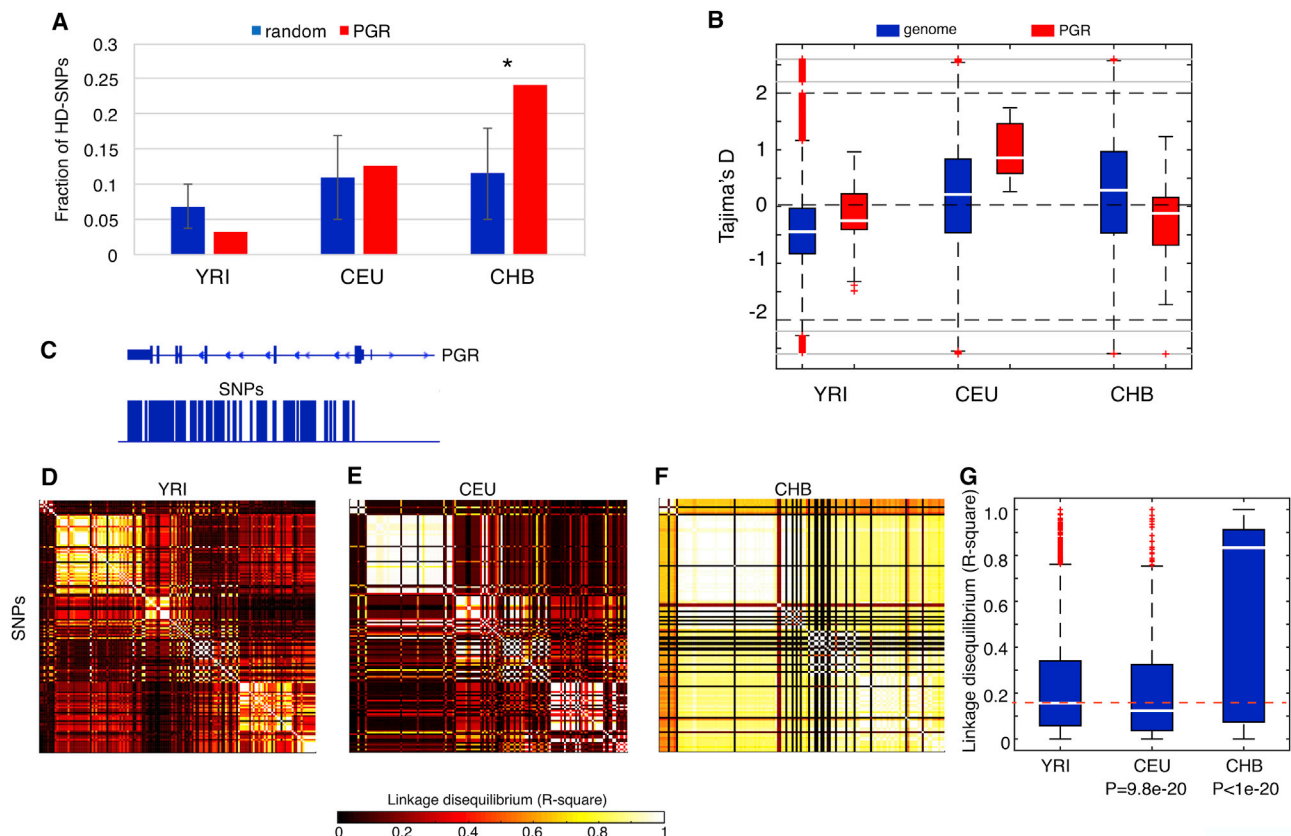 A
random PGR
0.3
0.25
0.2
0.15
0.1
0.05
0
Fraction of HD-SNPs
*
YRI CEU CHB
B
genome PGR
2
1
0
-1
-2
Tajima's D
YRI CEU CHB
C
PGR
SNPs
D
YRI
SNPs
E
CEU
F
CHB
G
Linkage disequilibrium (R-square)
1.0
0.8
0.6
0.4
0.2
0
YRI CEU CHB
P=9.8e-20 P<1e-20
Linkage disequilibrium (R-square)
0 0.2 0.4 0.6 0.8 1